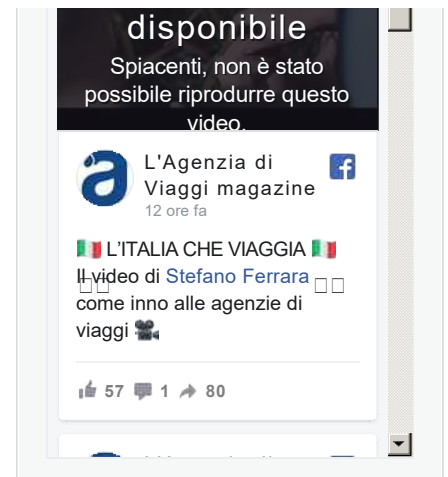 disponibile
Spiacenti, non è stato
possibile riprodurre questo
video.
L'Agenzia di
Viaggi magazine
12 ore fa
🇮🇹 L'ITALIA CHE VIAGGIA 🇮🇹
Il video di Stefano Ferrara
come inno alle agenzie di
viaggi 🎥
57 1 80